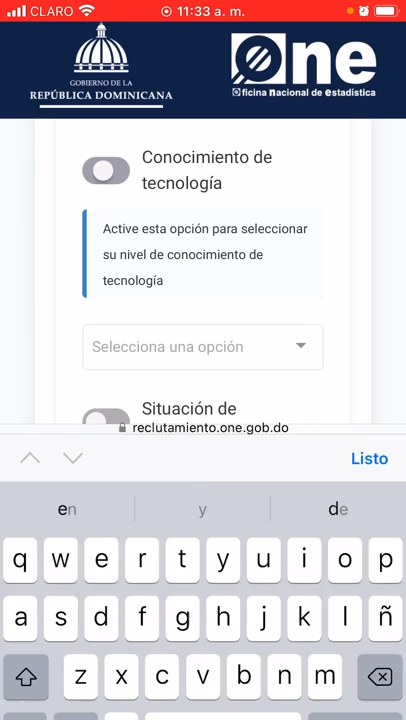 CLARO 11:33 a. m.
GOBIERNO DE LA
REPÚBLICA DOMINICANA
One
Oficina nacional de estadística
Conocimiento de
tecnología
Active esta opción para seleccionar
su nivel de conocimiento de
tecnología
Selecciona una opción
Situación de
reclutamiento.one.gob.do
Listo
en y de
q w e r t y u i o p
a s d f g h j k l ñ
z x c v b n m